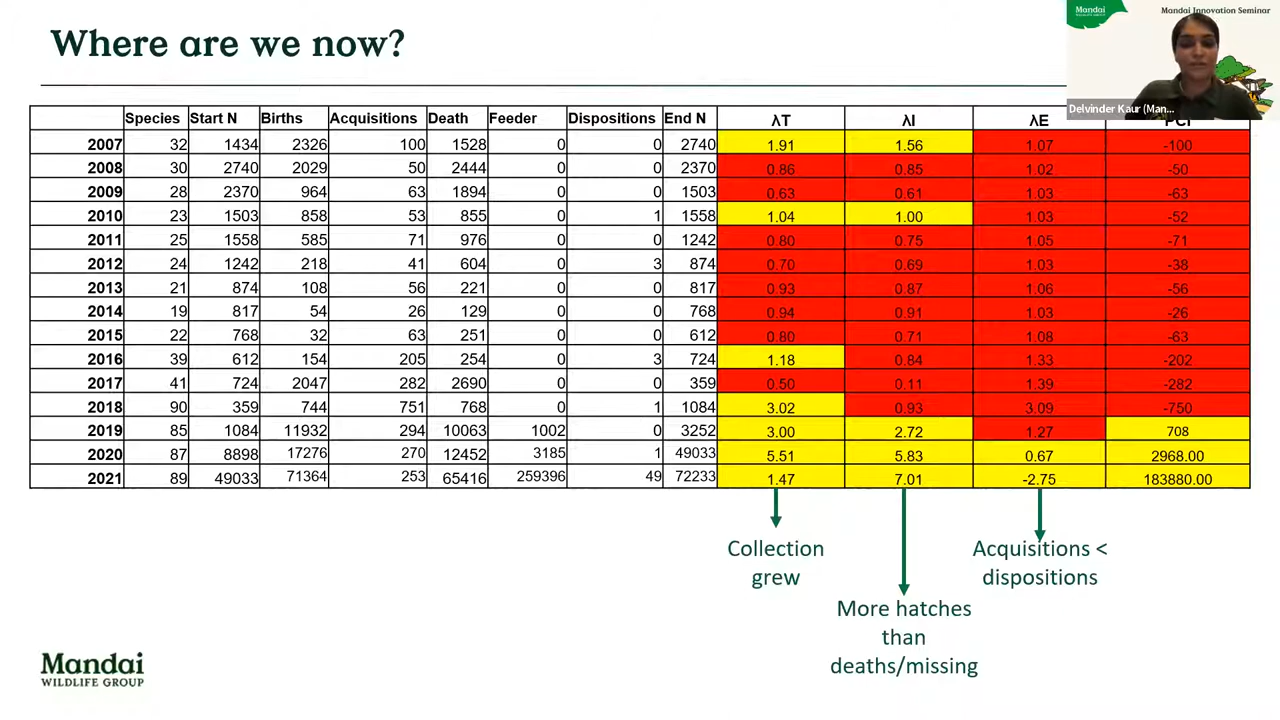 Where are we now?
Mandai
WILDLIFE GROUP
Mandai Innovation Seminar
Delvinder Kaur (Man...
Species Start N Births Acquisitions Death Feeder Dispositions End N λT λI λE PCI
2007 32 1434 2326 100 1528 0 0 2740 1.91 1.56 1.07 -100
2008 30 2740 2029 50 2444 0 0 2370 0.86 0.85 1.02 -50
2009 28 2370 964 63 1894 0 0 1503 0.63 0.61 1.03 -63
2010 23 1503 858 53 855 0 1 1558 1.04 1.00 1.03 -52
2011 25 1558 585 71 976 0 0 1242 0.80 0.75 1.05 -71
2012 24 1242 218 41 604 0 3 874 0.70 0.69 1.03 -38
2013 21 874 108 56 221 0 0 817 0.93 0.87 1.06 -56
2014 19 817 54 26 129 0 0 768 0.94 0.91 1.03 -26
2015 22 768 32 63 251 0 0 612 0.80 0.71 1.08 -63
2016 39 612 154 205 254 0 3 724 1.18 0.84 1.33 -202
2017 41 724 2047 282 2690 0 0 359 0.50 0.11 1.39 -282
2018 90 359 744 751 768 0 1 1084 3.02 0.93 3.09 -750
2019 85 1084 11932 294 10063 1002 0 3252 3.00 2.72 1.27 708
2020 87 8898 17276 270 12452 3185 1 49033 5.51 5.83 0.67 2968.00
2021 89 49033 71364 253 65416 259396 49 72233 1.47 7.01 -2.75 183880.00
Collection
grew
More hatches
than
deaths/missing
Acquisitions <
dispositions
Mandai
WILDLIFE GROUP